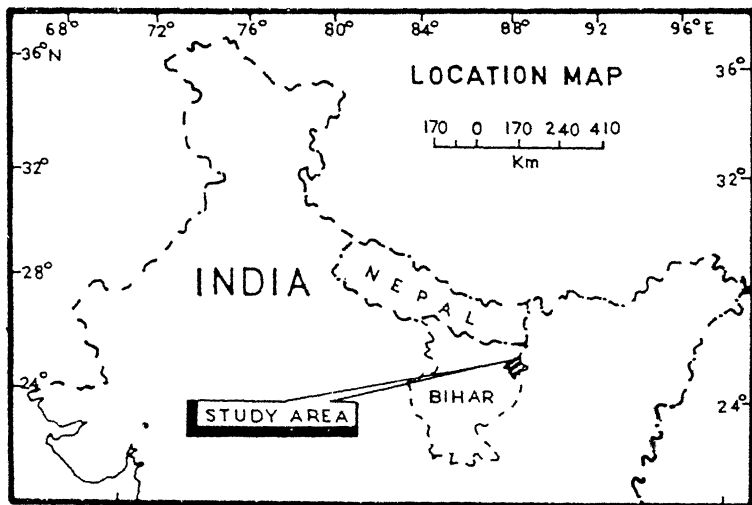 68° 72° 76° 80° 84° 88° 92 96°E
36°N
LOCATION MAP
36°
170 0 170 240 410
Km
32°
32°
28°
INDIA
NEPAL
28°
24°
BIHAR
24°
STUDY AREA